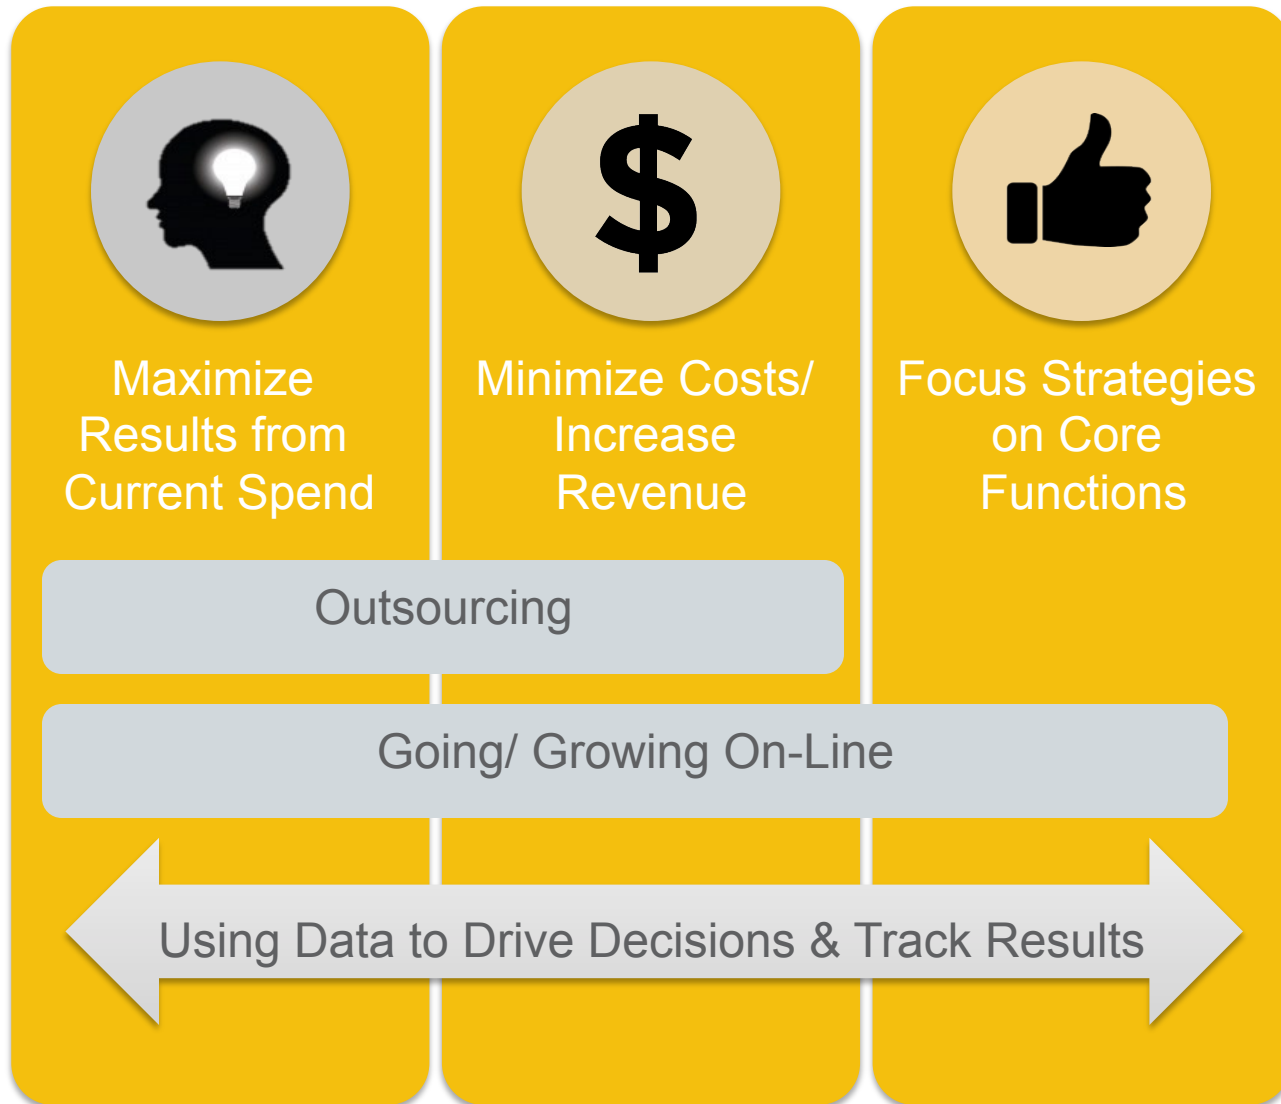 $
Maximize
Results from
Current Spend
Minimize Costs/
Increase
Revenue
Focus Strategies
on Core
Functions
Outsourcing
Going/ Growing On-Line
Using Data to Drive Decisions & Track Results